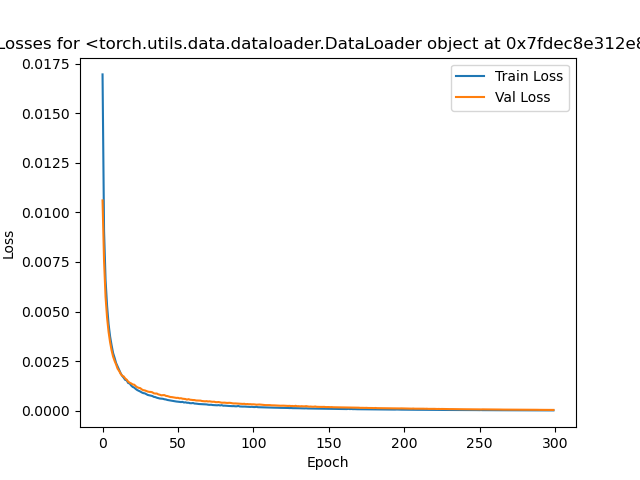 Losses for <torch.utils.data.dataloader.DataLoader object at 0x7fdec8e312e8
Train Loss
Val Loss
0.0175
0.0150
0.0125
0.0100
0.0075
0.0050
0.0025
0.0000
Loss
0 50 100 150 200 250 300
Epoch